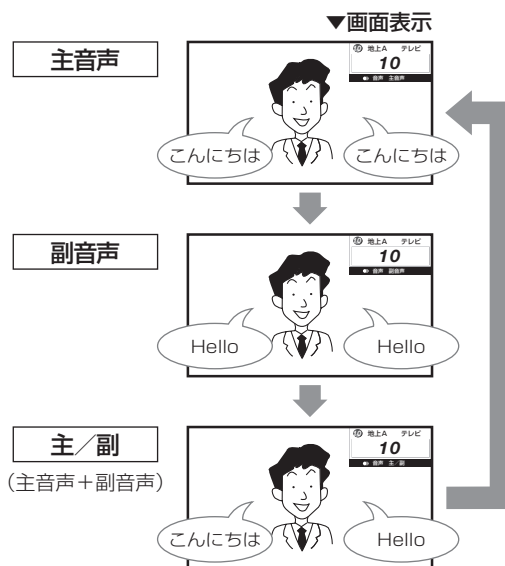 ▼画面表示
主音声
地上A テレビ
10
音声 主音声
こんにちは
こんにちは
副音声
地上A テレビ
10
音声 副音声
Hello
Hello
主／副
(主音声＋副音声)
地上A テレビ
10
音声 主／副
こんにちは
Hello